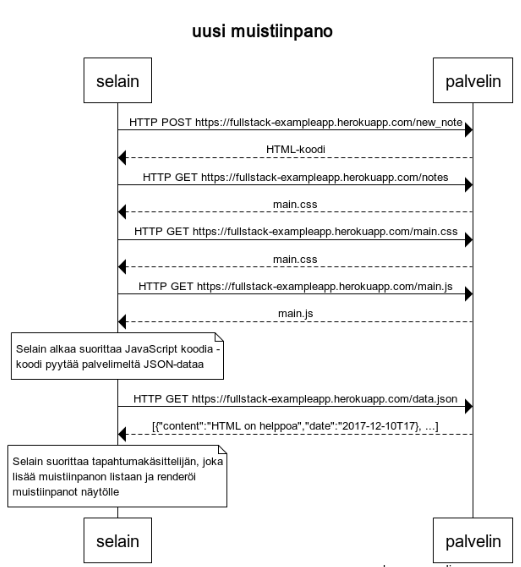 uusi muistiinpano
selain
palvelin
HTTP POST https://fullstack-exampleapp.herokuapp.com/new_note
HTML-koodi
HTTP GET https://fullstack-exampleapp.herokuapp.com/notes
main.css
HTTP GET https://fullstack-exampleapp.herokuapp.com/main.css
main.css
HTTP GET https://fullstack-exampleapp.herokuapp.com/main.js
main.js
Selain alkaa suorittaa JavaScript koodia -
koodi pyytää palvelimeltä JSON-dataa
HTTP GET https://fullstack-exampleapp.herokuapp.com/data.json
[{"content":"HTML on helppoa","date":"2017-12-10T17}, ...]
Selain suorittaa tapahtumakäsittelijän, joka
lisää muistiinpanon listaan ja renderöi
muistiinpanot näytölle
selain
palvelin